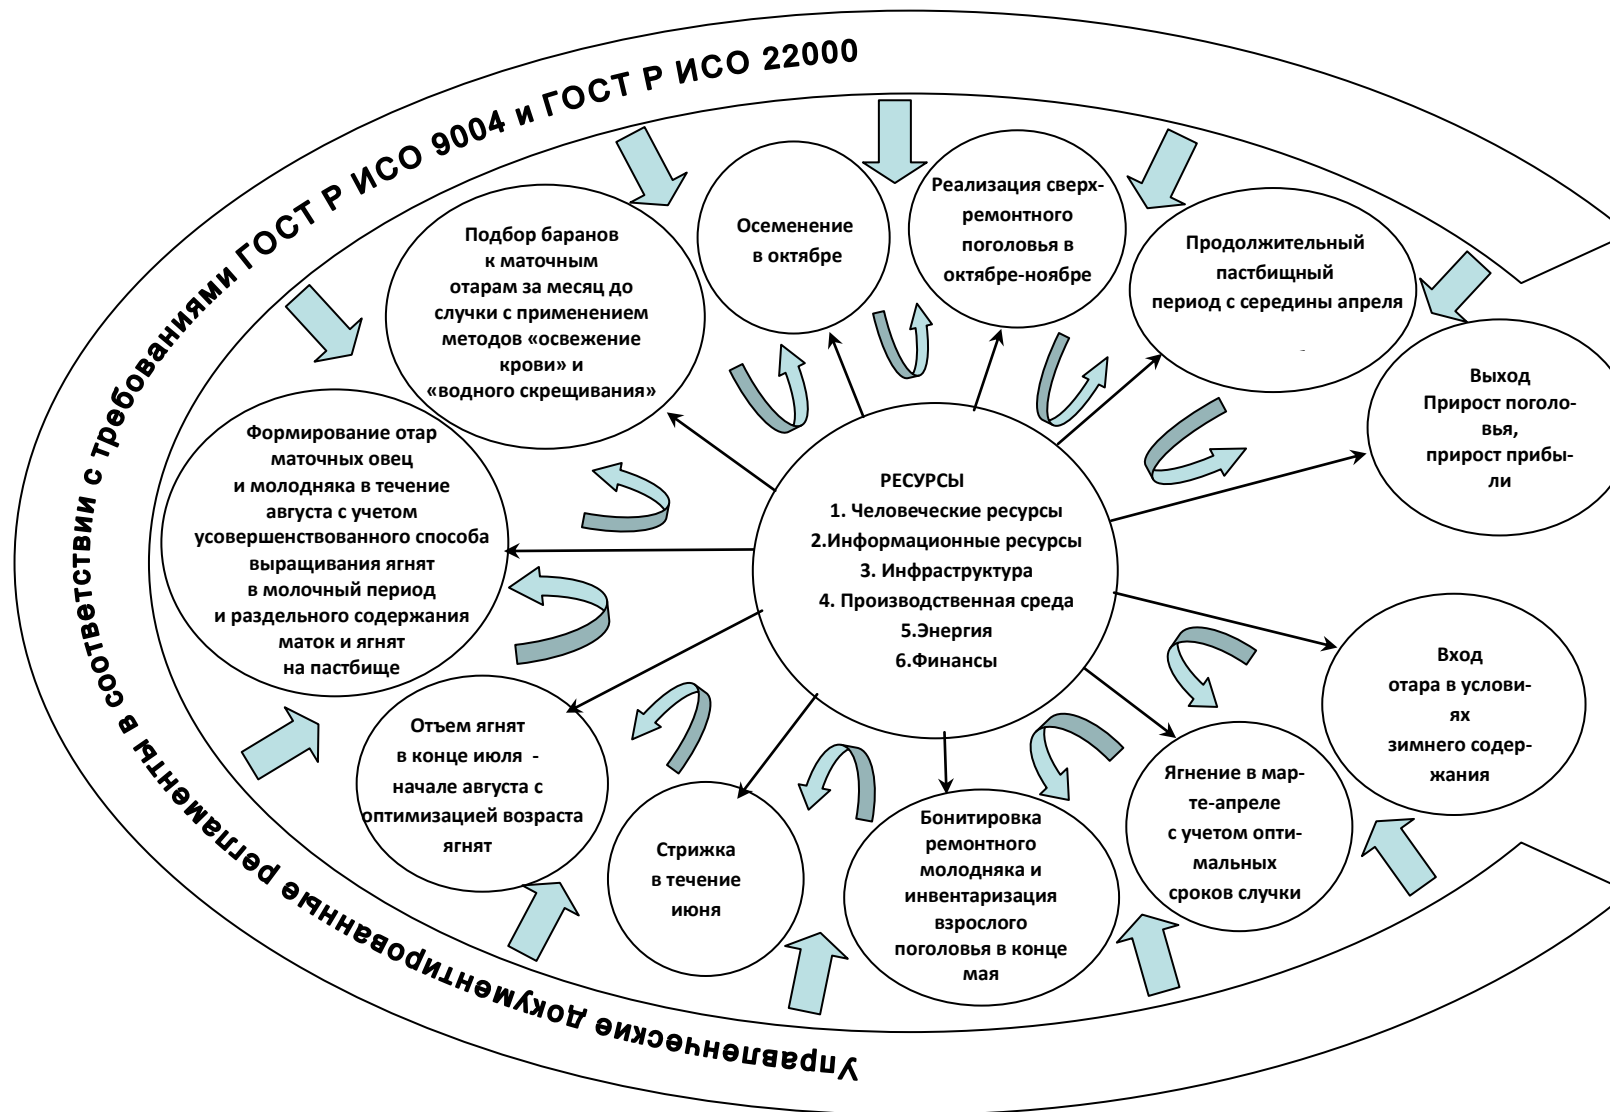 Управленческие документированные регламенты в соответствии с требованиями ГОСТ Р ИСО 9004 и ГОСТ Р ИСО 22000
Подбор баранов
к маточным
отарам за месяц до
случки с применением
методов «освежение
крови» и
«водного скрещивания»
Осеменение
в октябре
Реализация сверх-
ремонтного
поголовья в
октябре-ноябре
Продолжительный
пастбищный
период с середины апреля
Выход
Прирост поголо-
вья,
прирост прибы-
ли
Формирование отар
маточных овец
и молодняка в течение
августа с учетом
усовершенствованного способа
выращивания ягнят
в молочный период
и раздельного содержания
маток и ягнят
на пастбище
РЕСУРСЫ
1. Человеческие ресурсы
2.Информационные ресурсы
3. Инфраструктура
4. Производственная среда
5.Энергия
6.Финансы
Вход
отара в услови-
ях
зимнего содер-
жания
Отъем ягнят
в конце июля -
начале августа с
оптимизацией возраста
ягнят
Стрижка
в течение
июня
Бонитировка
ремонтного
молодняка и
инвентаризация
взрослого
поголовья в конце
мая
Ягнение в мар-
те-апреле
с учетом опти-
мальных
сроков случки